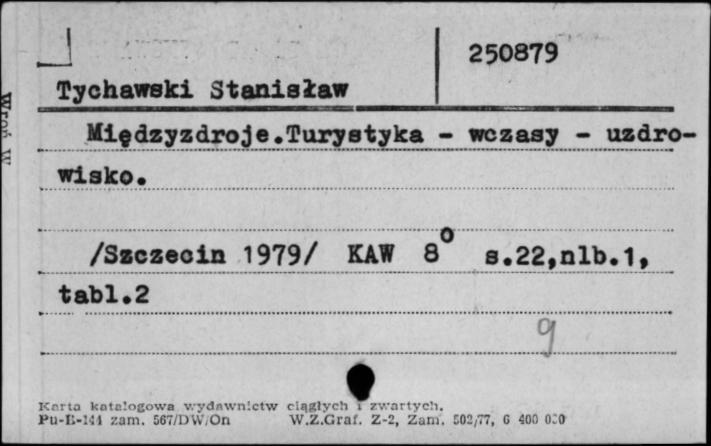 250879
Tychawski Stanisław
Międzyzdroje.Turystyka - wczasy - uzdro-
wisko.
/Szczecin 1979/ KAW 8° s.22,nlb.1,
tabl.2
9
Karta katalogowa wydawnictw ciągłych i zwartych.
Pu-B-144 zam. 567/DW/On W.Z.Graf. Z-2, Zam. 502/77, 6 400 000